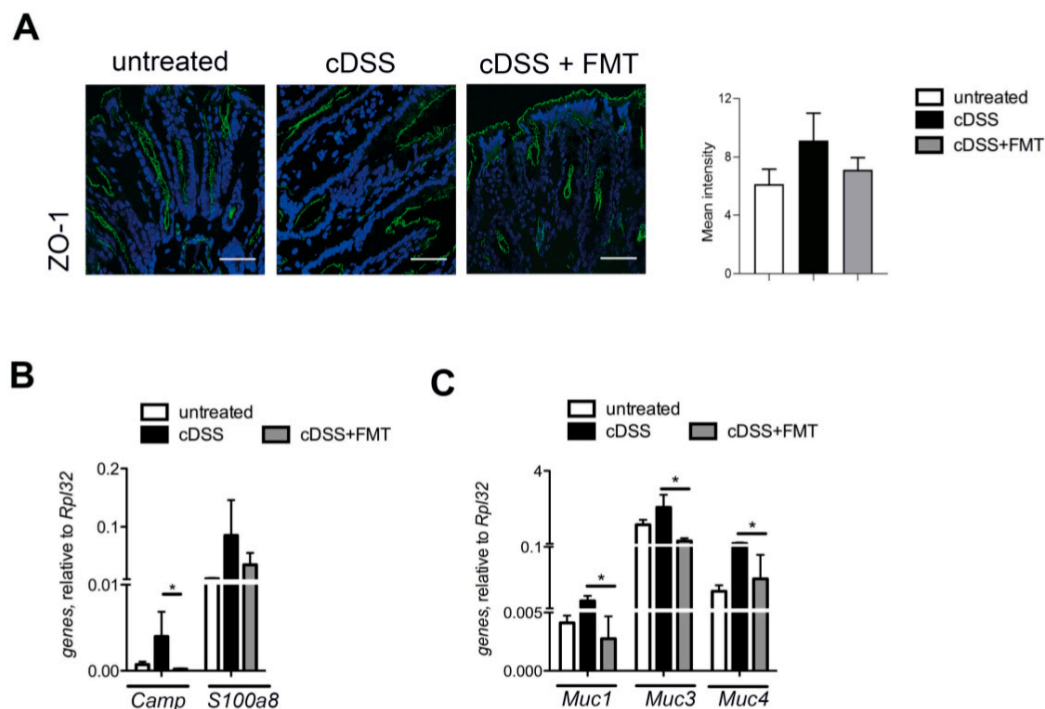 A
untreated
cDSS
cDSS + FMT
ZO-1
Mean intensity
12
8
4
0
untreated
cDSS
cDSS+FMT
B
untreated
cDSS
cDSS+FMT
genes, relative to Rpl32
0.2
0.1
0.01
0.00
*
Camp
S100a8
C
untreated
cDSS
cDSS+FMT
genes, relative to Rpl32
4
0.1
0.005
0.000
*
*
*
Muc1
Muc3
Muc4